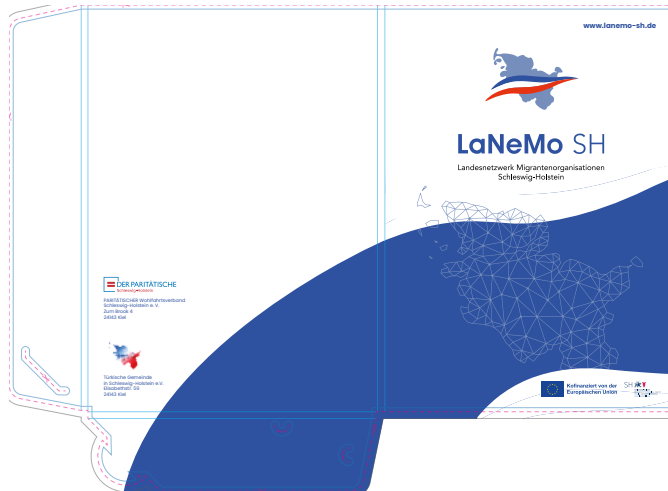 www.lanemo-sh.de
LaNeMo SH
Landesnetzwerk Migrantenorganisationen
Schleswig-Holstein
DER PARITÄTISCHE
Schleswig-Holstein
PARITÄTISCHER Wohlfahrtsverband
Schleswig-Holstein e. V.
Zum Brook 4
24143 Kiel
Türkische Gemeinde
in Schleswig-Holstein e.V.
Elisabethstr. 59
24143 Kiel
Kofinanziert von der
Europäischen Union
SH